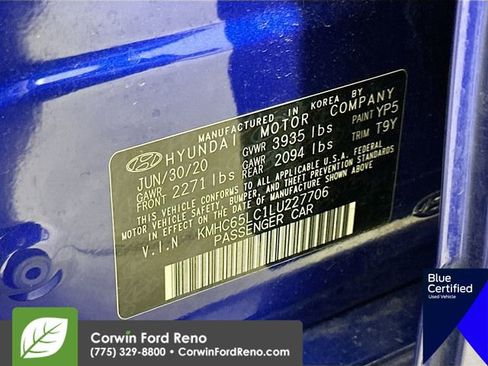 MANUFACTURED IN KOREA BY
HYUNDAI MOTOR COMPANY
JUN/30/20 GVWR 3935 lbs PAINT YP5
GAWR FRONT 2271 lbs GAWR REAR 2094 lbs TRIM T9Y
THIS VEHICLE CONFORMS TO ALL APPLICABLE U.S.A. FEDERAL
MOTOR VEHICLE SAFETY, BUMPER, AND THEFT PREVENTION STANDARDS
IN EFFECT ON THE DATE OF MANUFACTURE SHOWN ABOVE.
V.I.N KMHC65LC1LU227706
PASSENGER CAR
Blue
Certified
Used Vehicle
Corwin Ford Reno
(775) 329-8800 • CorwinFordReno.com